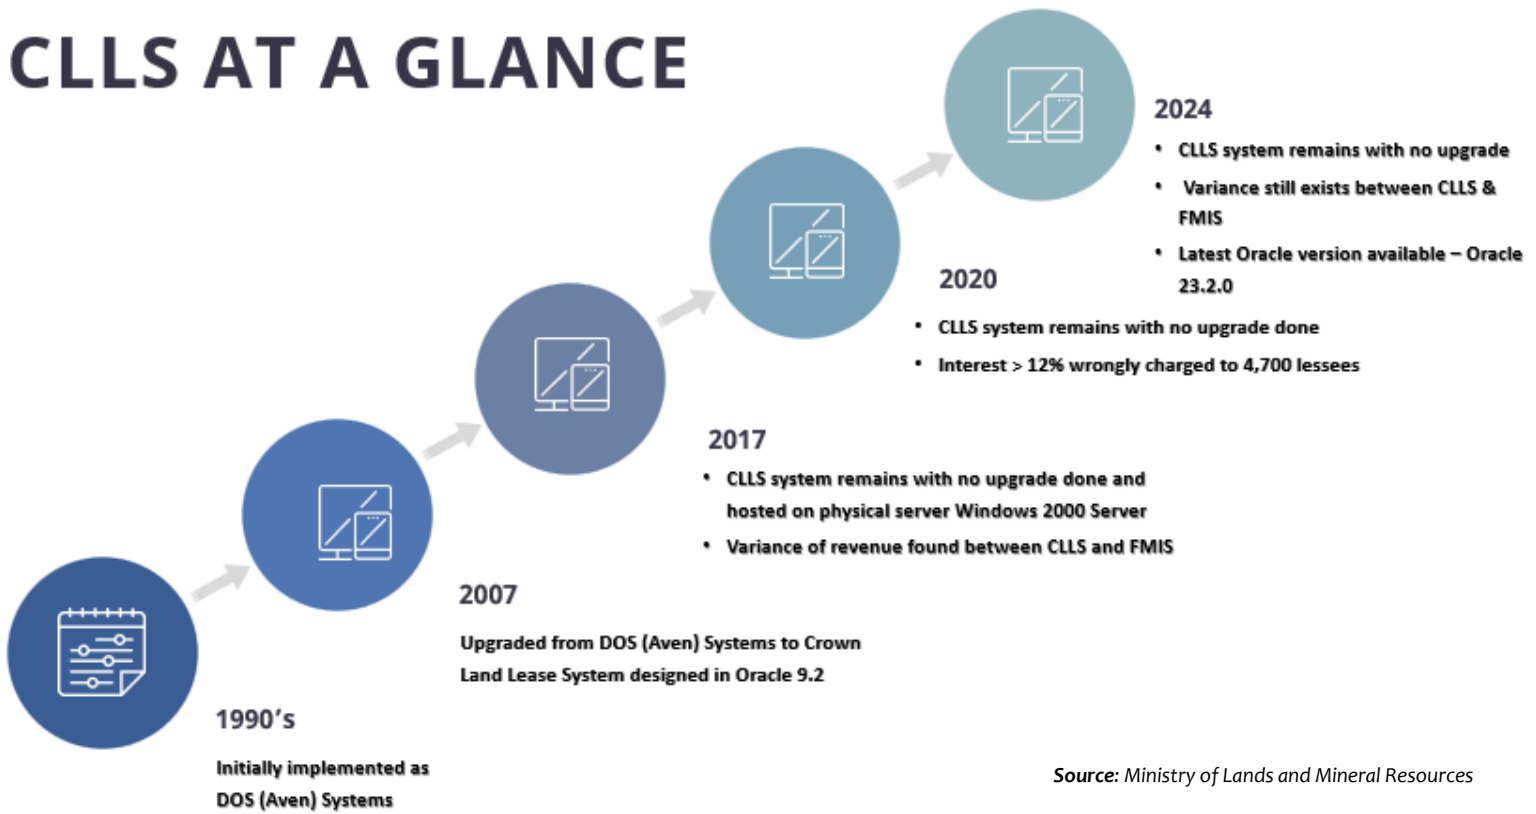 CLLS AT A GLANCE
2024
• CLLS system remains with no upgrade
• Variance still exists between CLLS &
FMIS
• Latest Oracle version available – Oracle
23.2.0
2020
• CLLS system remains with no upgrade done
• Interest > 12% wrongly charged to 4,700 lessees
2017
• CLLS system remains with no upgrade done and
hosted on physical server Windows 2000 Server
• Variance of revenue found between CLLS and FMIS
2007
Upgraded from DOS (Aven) Systems to Crown
Land Lease System designed in Oracle 9.2
1990’s
Initially implemented as
DOS (Aven) Systems
Source: Ministry of Lands and Mineral Resources